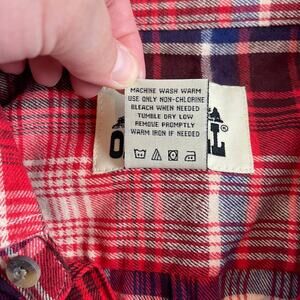 MACHINE WASH WARM
USE ONLY NON-CHLORINE
BLEACH WHEN NEEDED
TUMBLE DRY LOW
REMOVE PROMPTLY
WARM IRON IF NEEDED